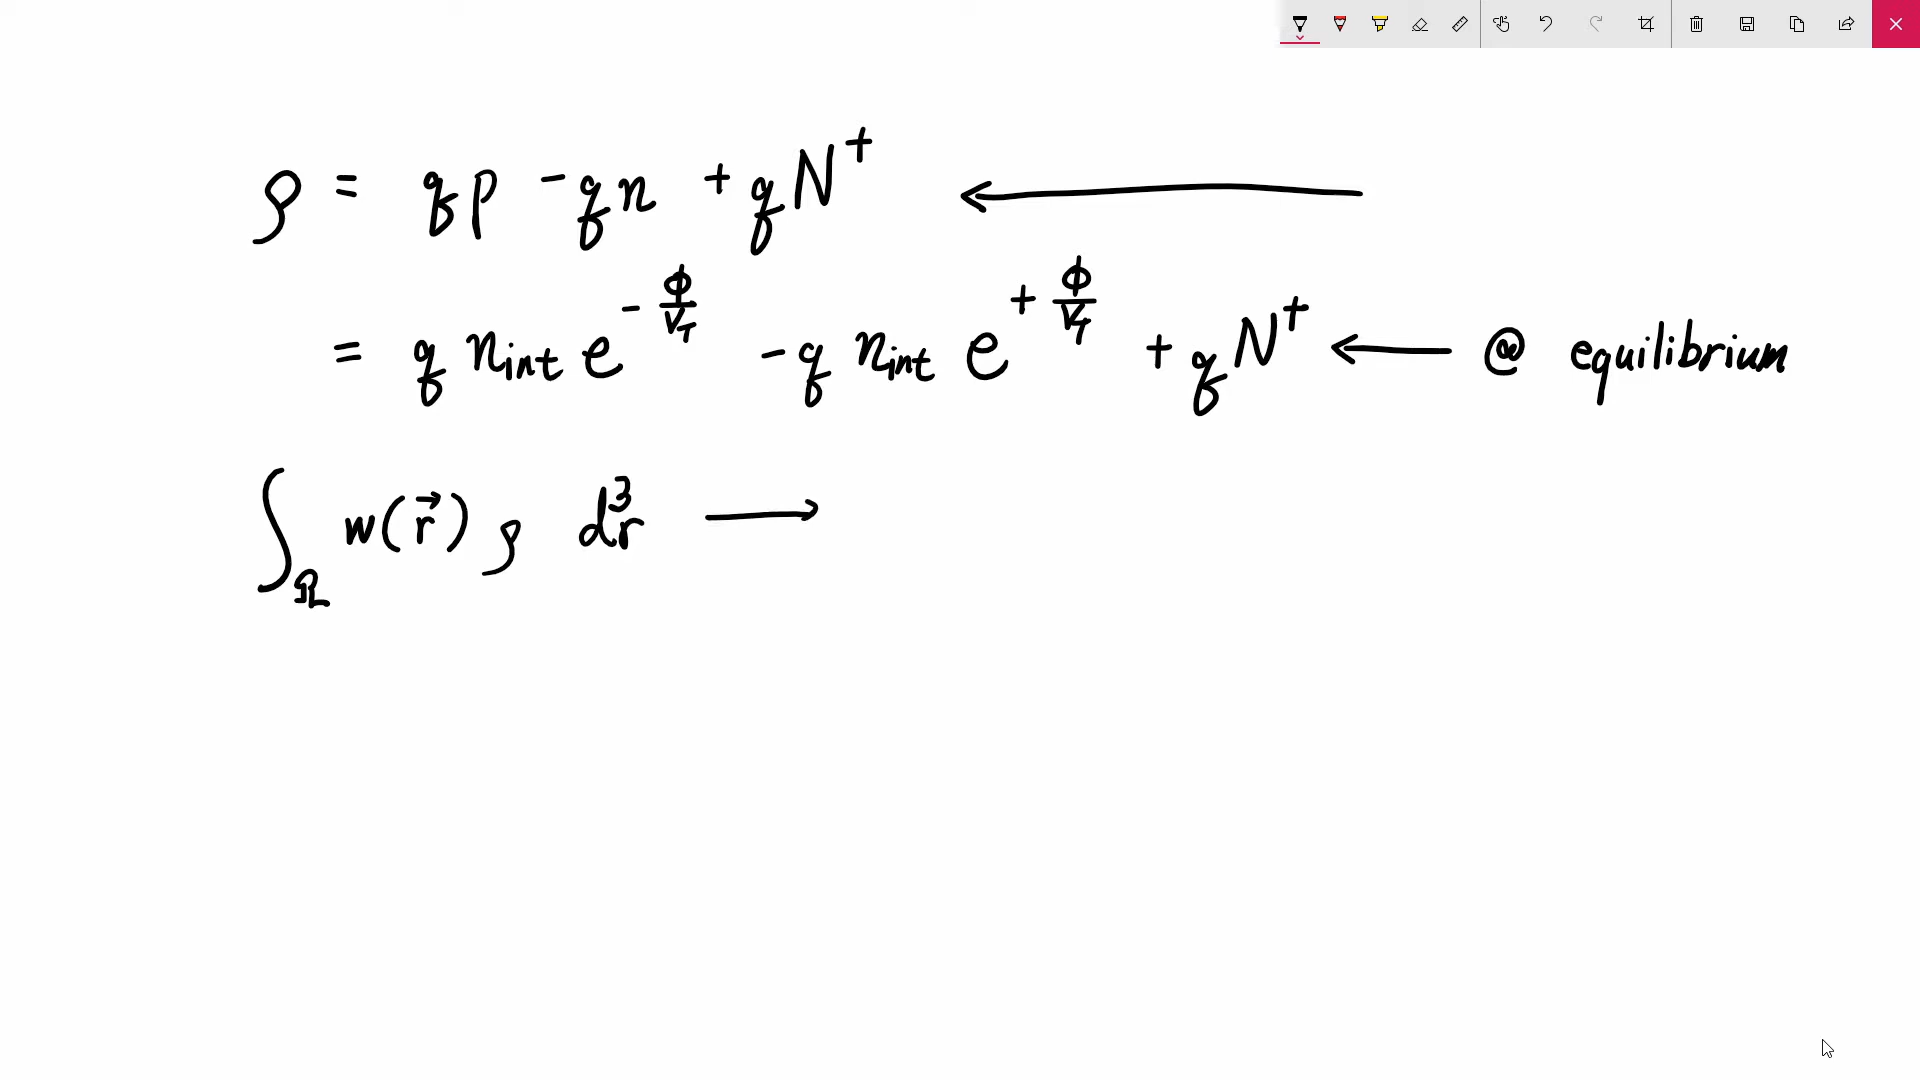 ρ = qp - qn + qN⁺ ←
= q n_int e^(-ϕ/V_T) - q n_int e^(+ϕ/V_T) + qN⁺ ← @ equilibrium
∫_Ω w(r⃗) ρ d³r →